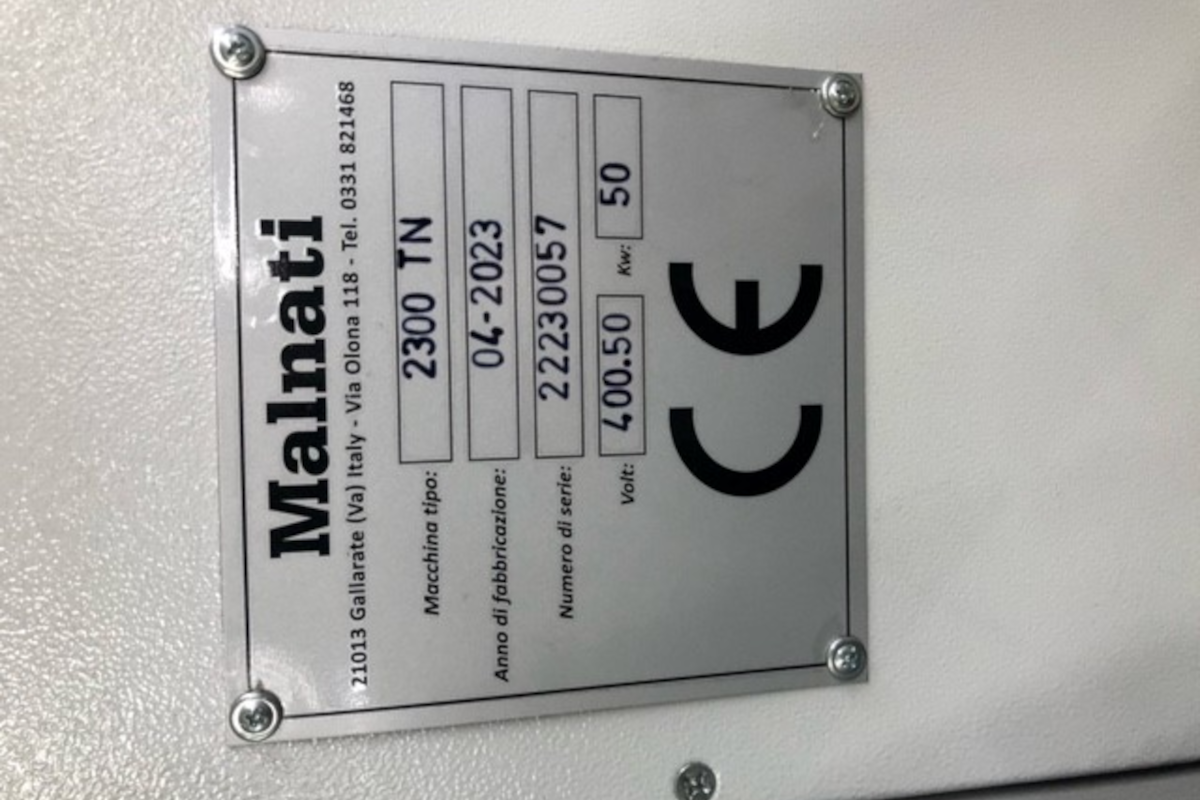 Malnati
21013 Gallarate (Va) Italy - Via Olona 118 - Tel. 0331 821468
Macchina tipo: 2300 TN
Anno di fabbricazione: 04-2023
Numero di serie: 22230057
Volt: 400.50 Kw: 50
CE